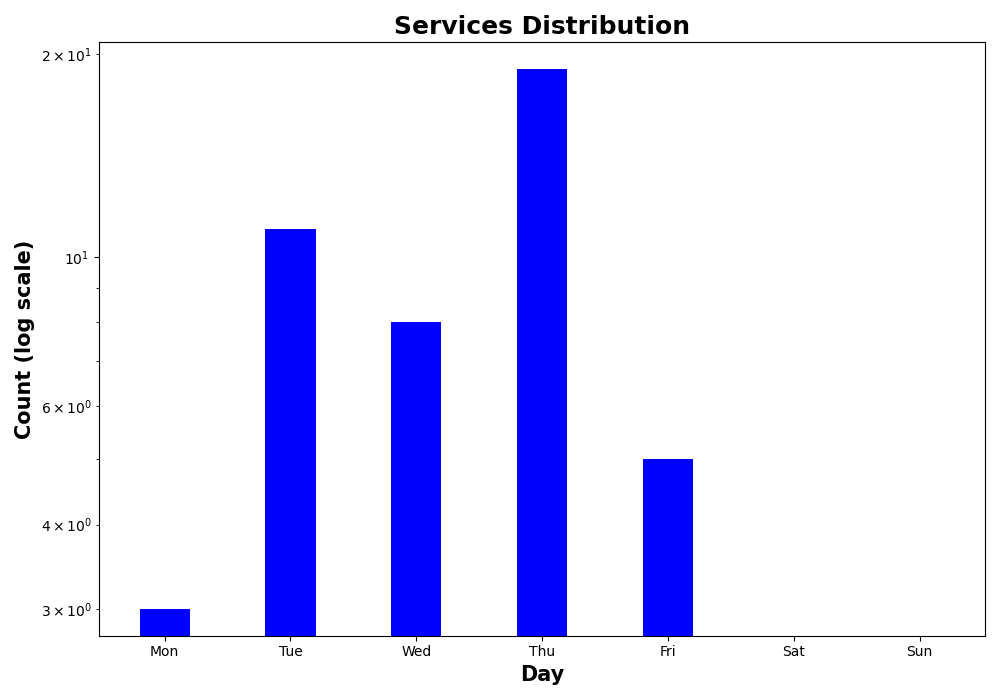 Services Distribution
Count (log scale)
2 × 10¹
10¹
6 × 10⁰
4 × 10⁰
3 × 10⁰
Mon Tue Wed Thu Fri Sat Sun
Day